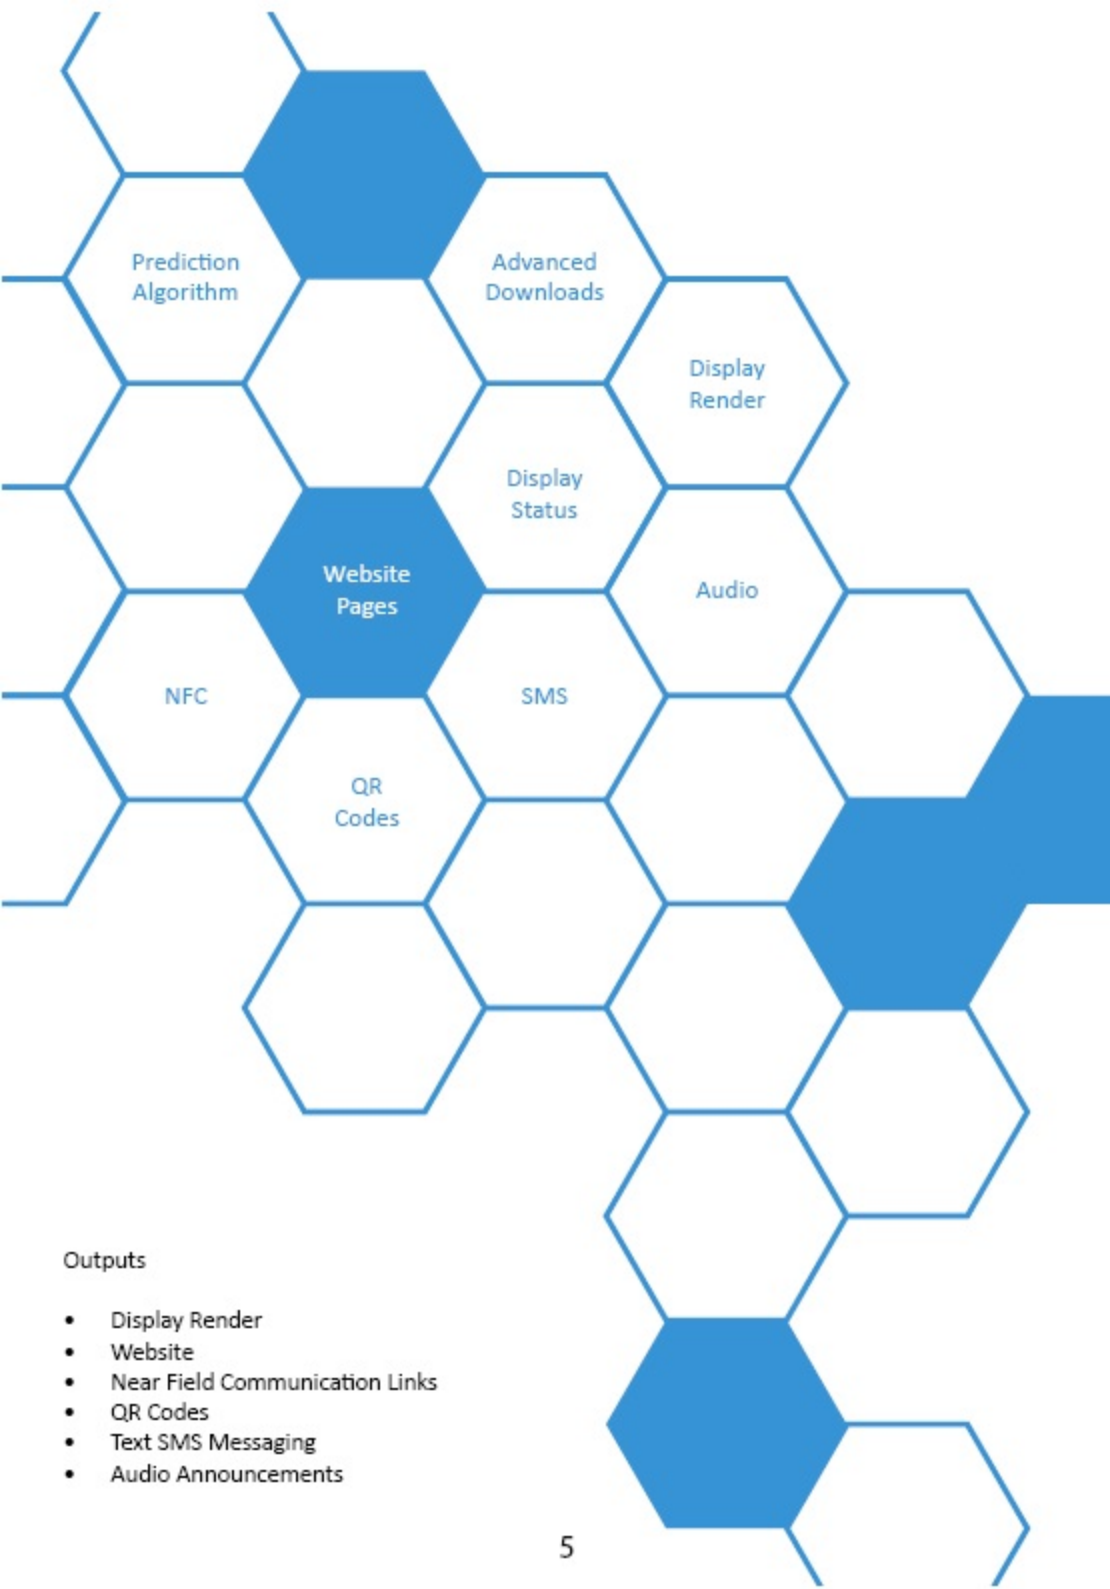 Prediction
Algorithm
Advanced
Downloads
Display
Render
Display
Status
Website
Pages
Audio
NFC
SMS
QR
Codes
Outputs
• Display Render
• Website
• Near Field Communication Links
• QR Codes
• Text SMS Messaging
• Audio Announcements
5